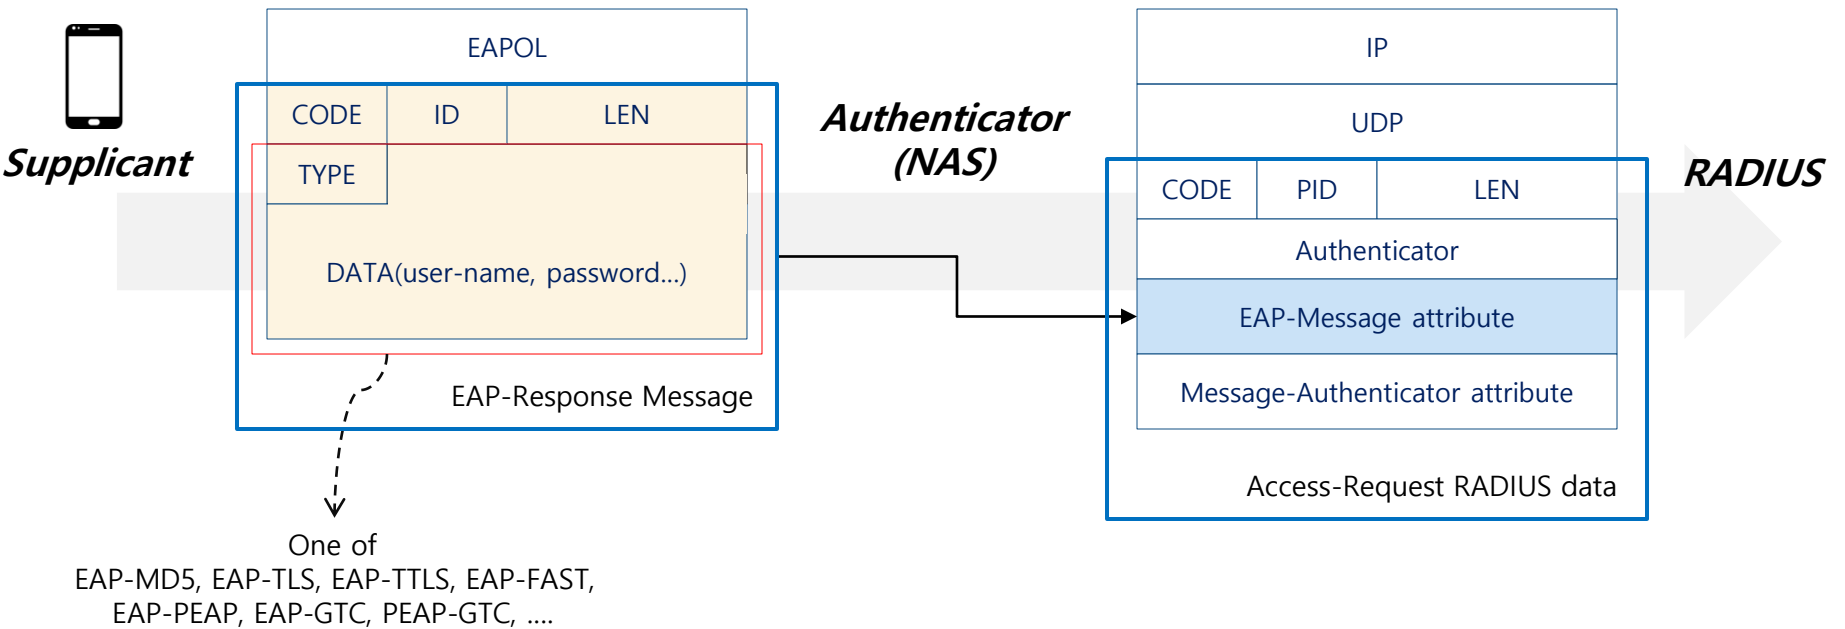 Supplicant
EAPOL
CODE ID LEN
TYPE
DATA(user-name, password...)
EAP-Response Message
One of
EAP-MD5, EAP-TLS, EAP-TTLS, EAP-FAST,
EAP-PEAP, EAP-GTC, PEAP-GTC, ....
Authenticator
(NAS)
IP
UDP
CODE PID LEN
Authenticator
EAP-Message attribute
Message-Authenticator attribute
Access-Request RADIUS data
RADIUS